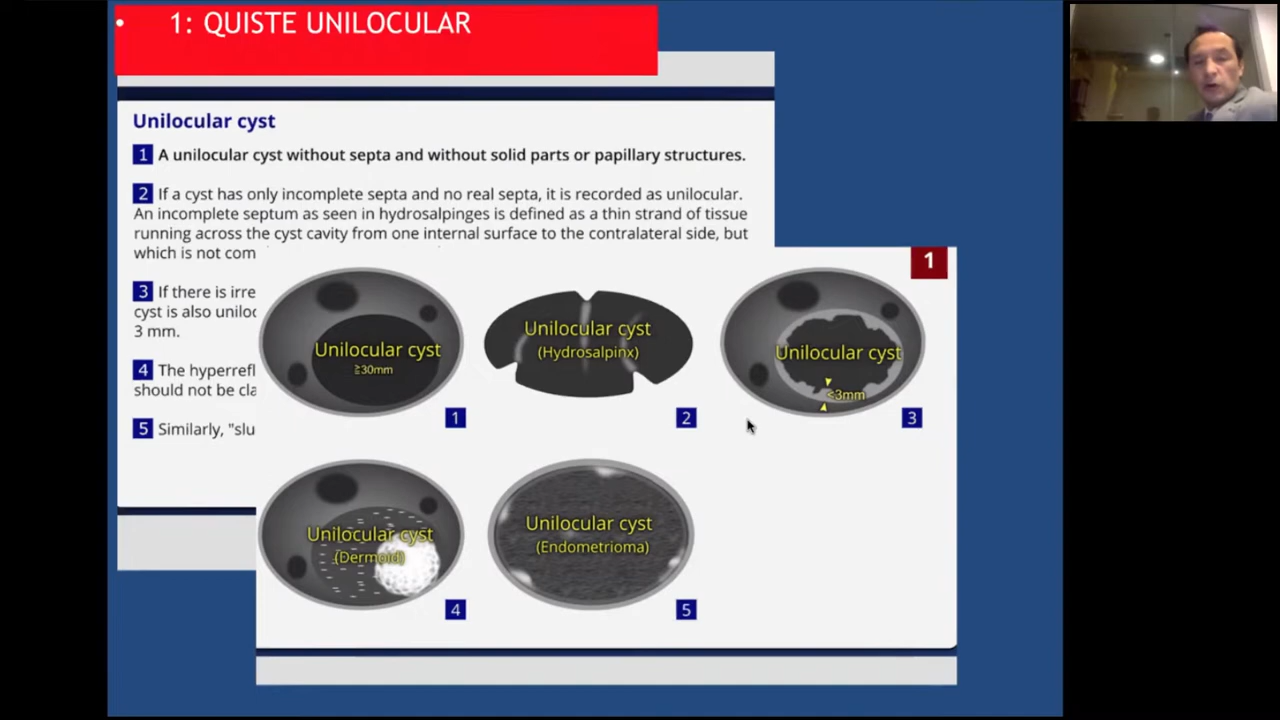 • 1: QUISTE UNILOCULAR
Unilocular cyst
1 A unilocular cyst without septa and without solid parts or papillary structures.
2 If a cyst has only incomplete septa and no real septa, it is recorded as unilocular.
An incomplete septum as seen in hydrosalpinges is defined as a thin strand of tissue
running across the cyst cavity from one internal surface to the contralateral side, but
which is not com
3 If there is irre
cyst is also uniloc
3 mm.
4 The hyperrefl
should not be cla
5 Similarly, "slu
1
Unilocular cyst
≧30mm
1
Unilocular cyst
(Hydrosalpinx)
2
Unilocular cyst
<3mm
3
Unilocular cyst
(Dermoid)
4
Unilocular cyst
(Endometrioma)
5